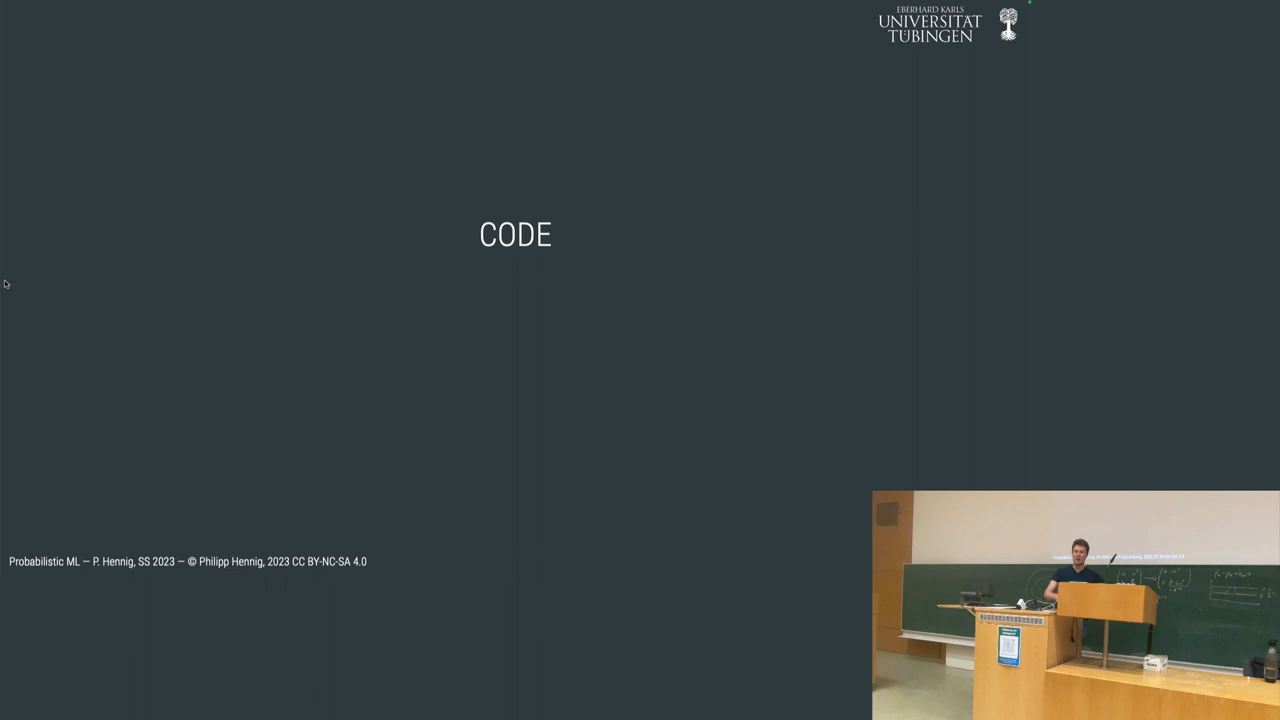 EBERHARD KARLS
UNIVERSITÄT
TÜBINGEN
CODE
Probabilistic ML — P. Hennig, SS 2023 — © Philipp Hennig, 2023 CC BY-NC-SA 4.0